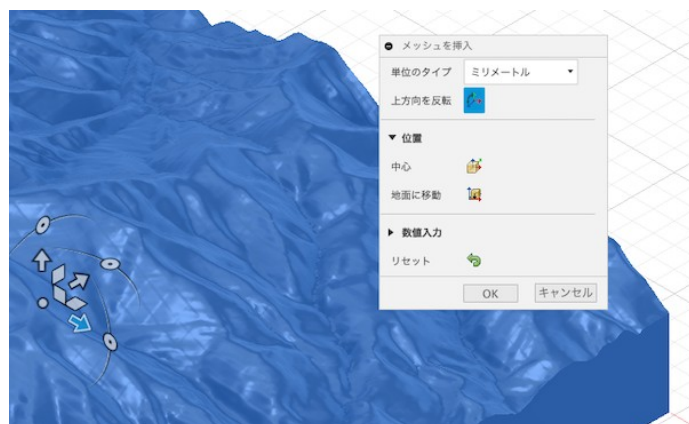 メッシュを挿入
単位のタイプ ミリメートル
上方向を反転
位置
中心
地面に移動
数値入力
リセット
OK キャンセル